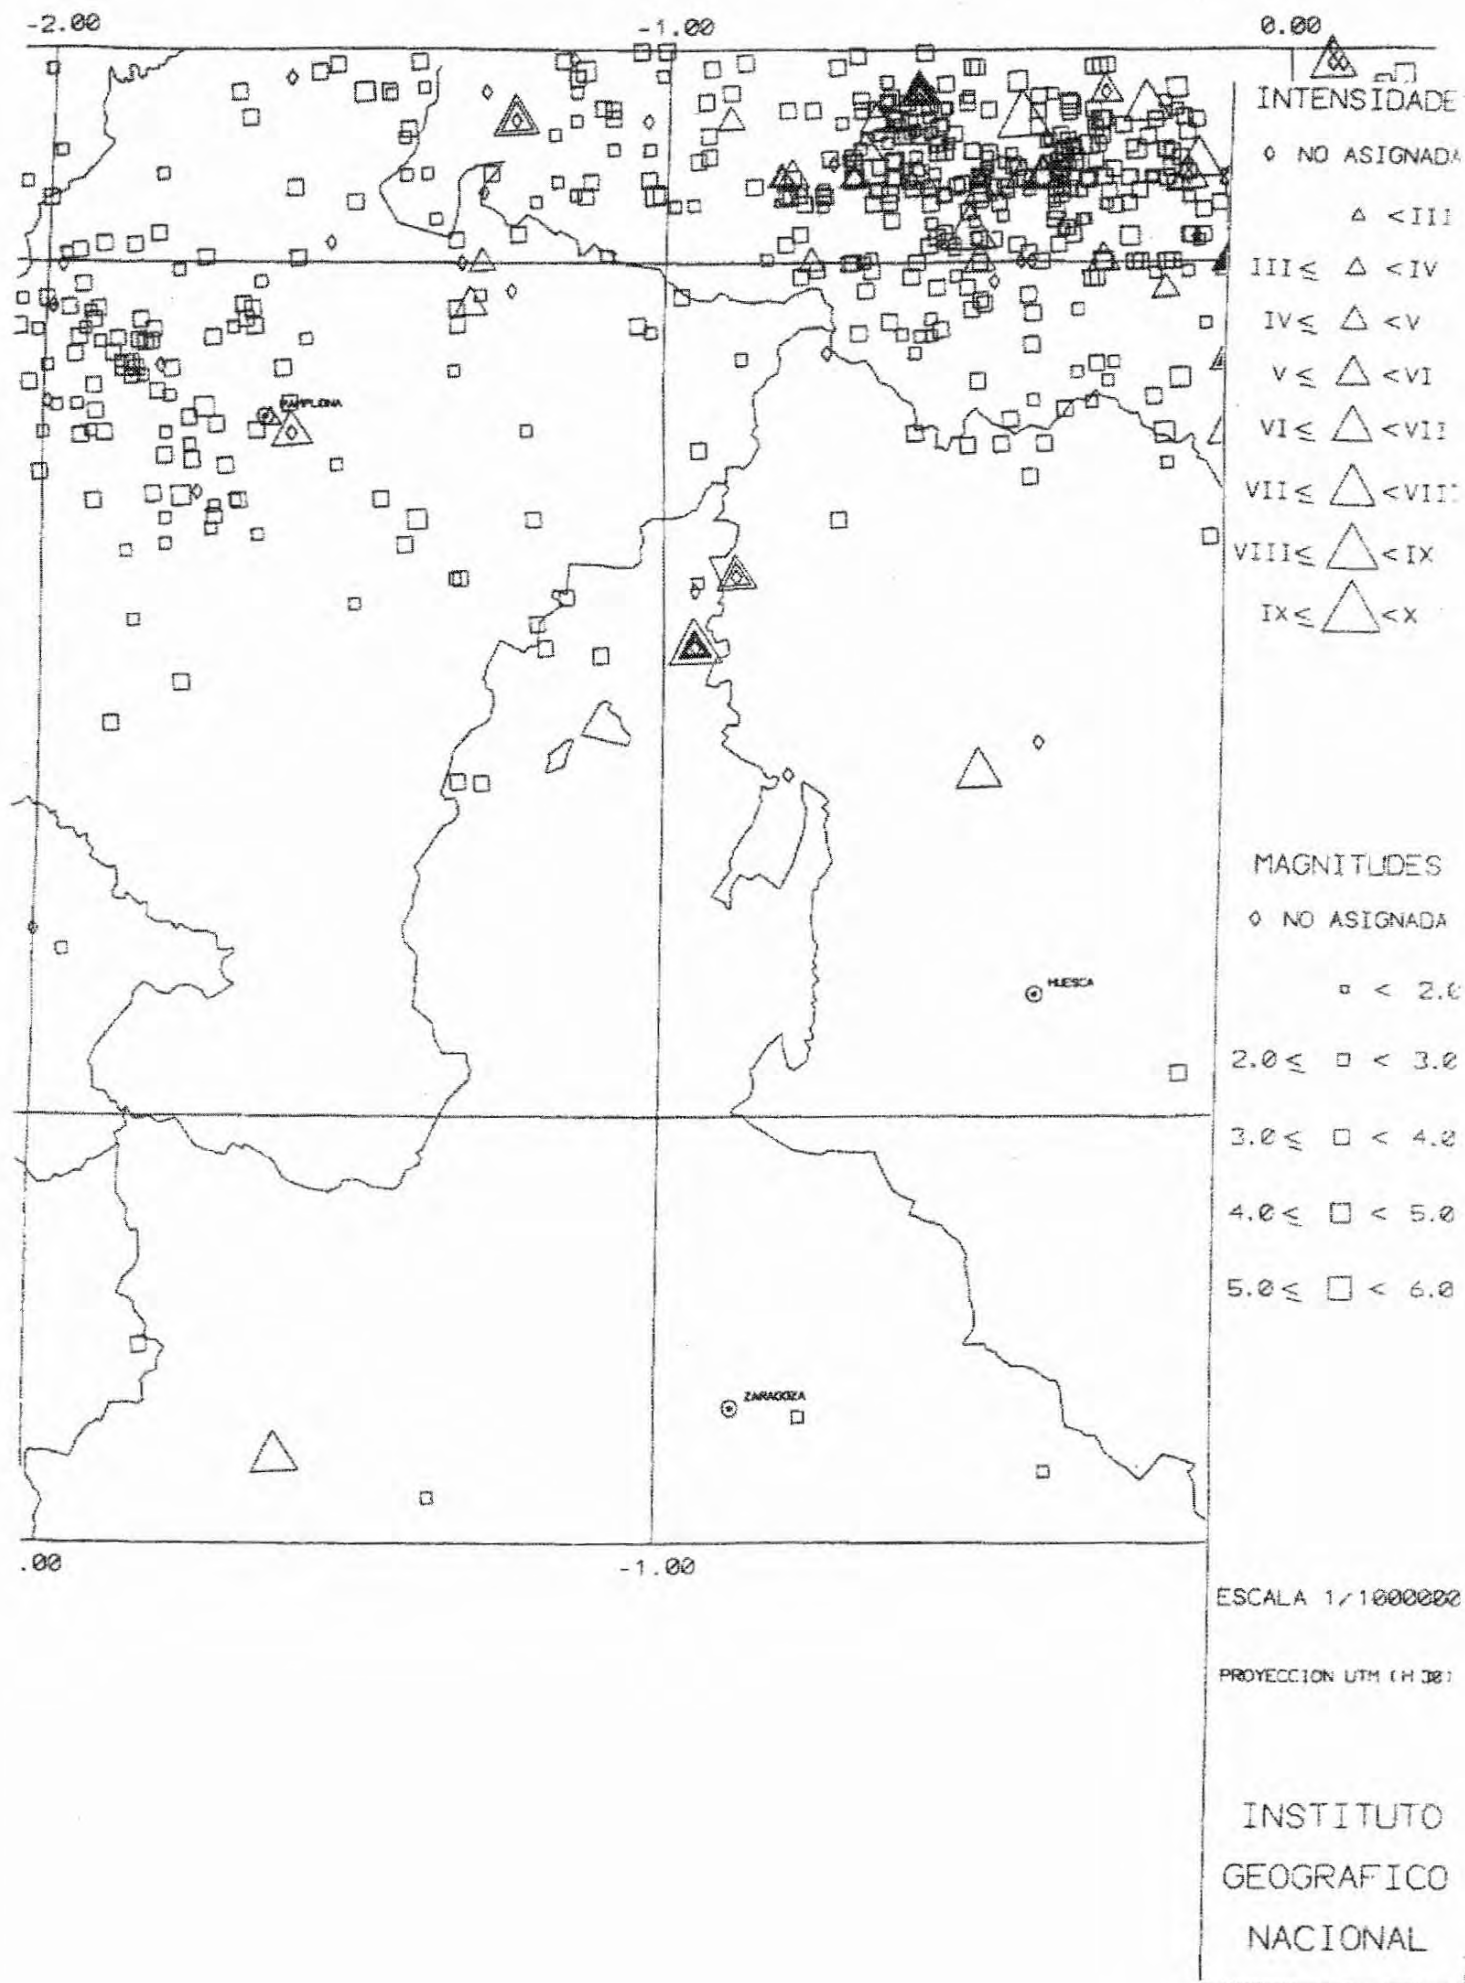 -2.00 -1.00 0.00
INTENSIDADE
NO ASIGNADA
<III
III≤ <IV
IV≤ <V
V≤ <VI
VI≤ <VII
VII≤ <VIII
VIII≤ <IX
IX≤ <X
PAMPLONA
MAGNITUDES
NO ASIGNADA
< 2.0
2.0≤ < 3.0
3.0≤ < 4.0
4.0≤ < 5.0
5.0≤ < 6.0
HUESCA
ZARAGOZA
.00 -1.00
ESCALA 1/1000000
PROYECCION UTM (H 30)
INSTITUTO
GEOGRAFICO
NACIONAL